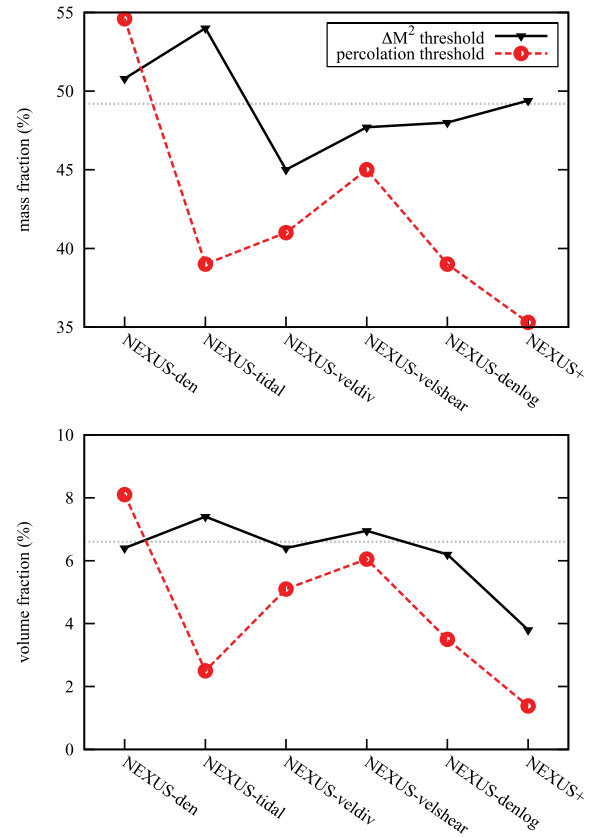 55
50
45
40
35
mass fraction (%)
ΔM² threshold
percolation threshold
NEXUS-den
NEXUS-tidal
NEXUS-veldiv
NEXUS-velshear
NEXUS-denlog
NEXUS+
10
8
6
4
2
0
volume fraction (%)
NEXUS-den
NEXUS-tidal
NEXUS-veldiv
NEXUS-velshear
NEXUS-denlog
NEXUS+